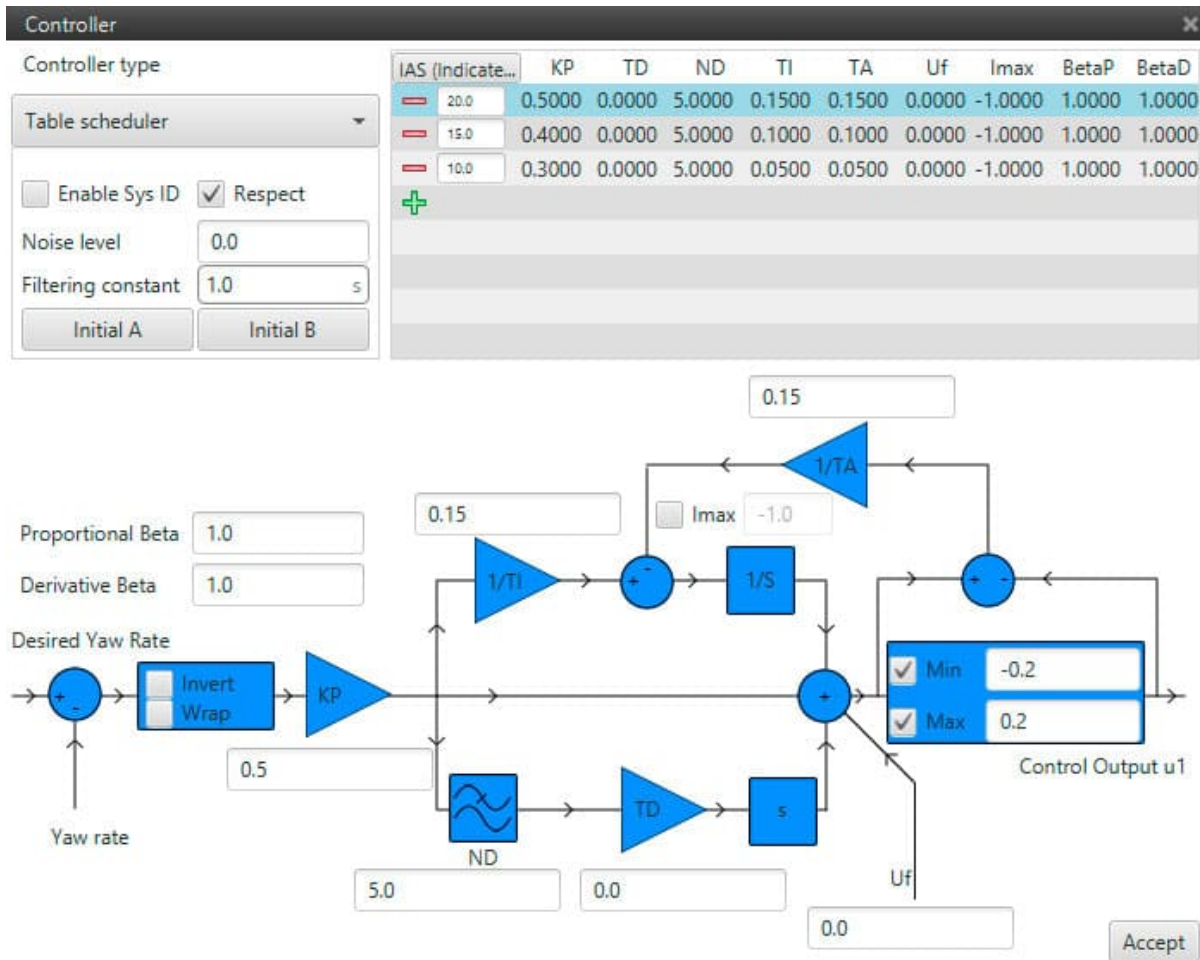 Controller
Controller type
Table scheduler
Enable Sys ID Respect
Noise level 0.0
Filtering constant 1.0 s
Initial A Initial B
IAS (Indicate... KP TD ND TI TA Uf Imax BetaP BetaD
20.0 0.5000 0.0000 5.0000 0.1500 0.1500 0.0000 -1.0000 1.0000 1.0000
15.0 0.4000 0.0000 5.0000 0.1000 0.1000 0.0000 -1.0000 1.0000 1.0000
10.0 0.3000 0.0000 5.0000 0.0500 0.0500 0.0000 -1.0000 1.0000 1.0000
0.15
1/TA
0.15
Imax -1.0
Proportional Beta 1.0
Derivative Beta 1.0
1/TI + - 1/S + -
Desired Yaw Rate
+ -
Invert
Wrap
KP
+
Min -0.2
Max 0.2
0.5
Control Output u1
Yaw rate
TD
s
ND
5.0
0.0
Uf
0.0
Accept